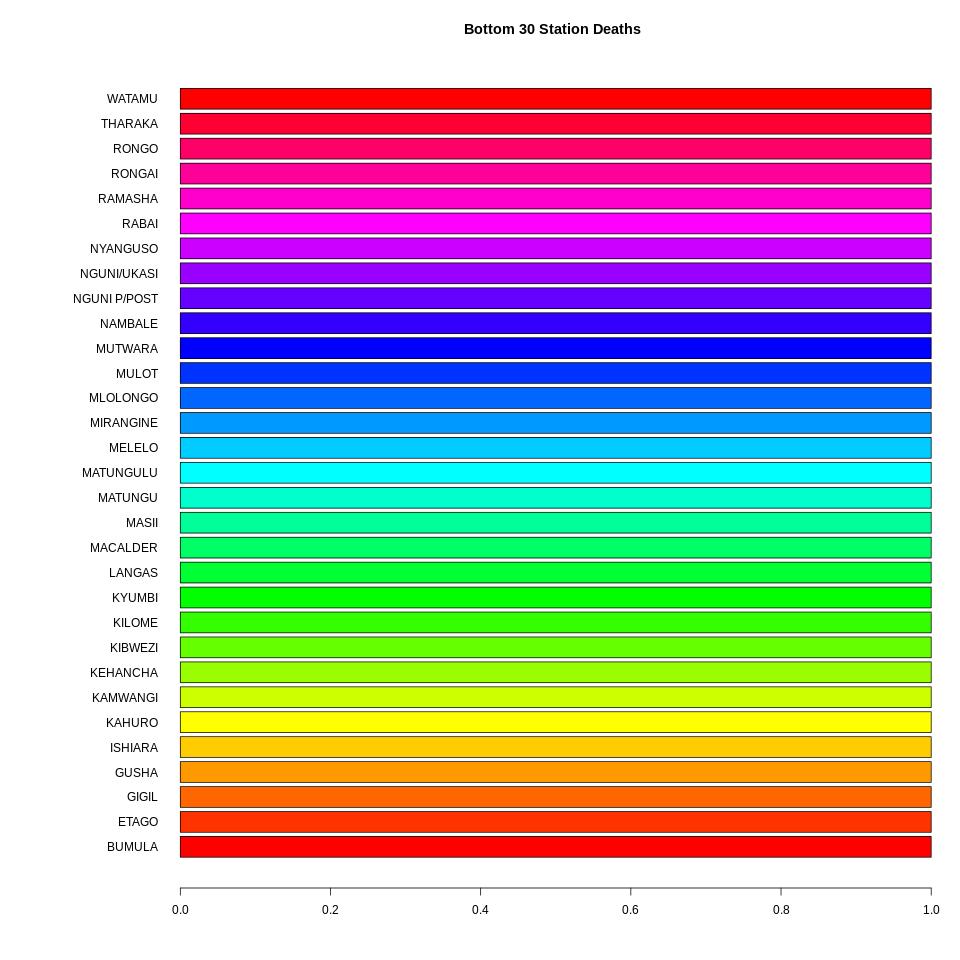 Bottom 30 Station Deaths
WATAMU
THARAKA
RONGO
RONGAI
RAMASHA
RABAI
NYANGUSO
NGUNI/UKASI
NGUNI P/POST
NAMBALE
MUTWARA
MULOT
MLOLONGO
MIRANGINE
MELELO
MATUNGULU
MATUNGU
MASII
MACALDER
LANGAS
KYUMBI
KILOME
KIBWEZI
KEHANCHA
KAMWANGI
KAHURO
ISHIARA
GUSHA
GIGIL
ETAGO
BUMULA
0.0 0.2 0.4 0.6 0.8 1.0